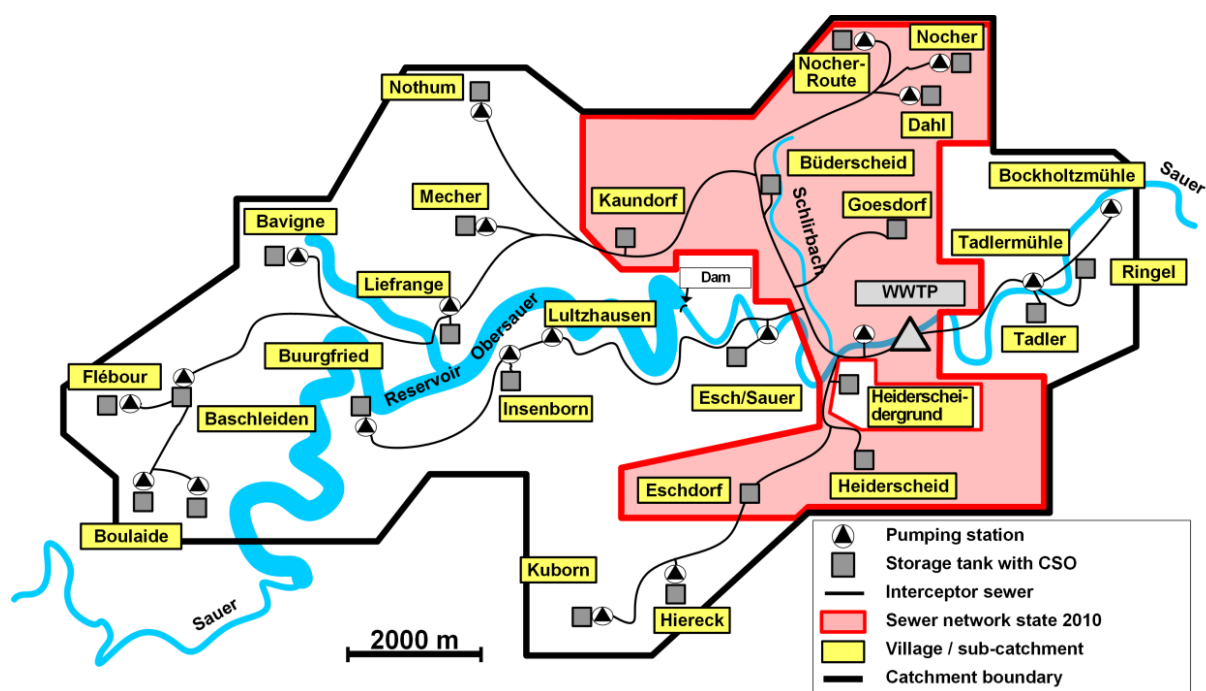 Nocher
Nocher-
Route
Nothum
Dahl
Bockholtzmühle
Sauer
Büderscheid
Kaundorf
Mecher
Goesdorf
Schlirbach
Bavigne
Tadlermühle
Ringel
Liefrange
Dam
WWTP
Lultzhausen
Reservoir Obersauer
Buurgfried
Tadler
Flébour
Insenborn
Esch/Sauer
Heiderschei-
dergrund
Baschleiden
Eschdorf
Heiderscheid
Boulaide
Kuborn
Hiereck
Sauer
2000 m
Pumping station
Storage tank with CSO
Interceptor sewer
Sewer network state 2010
Village / sub-catchment
Catchment boundary